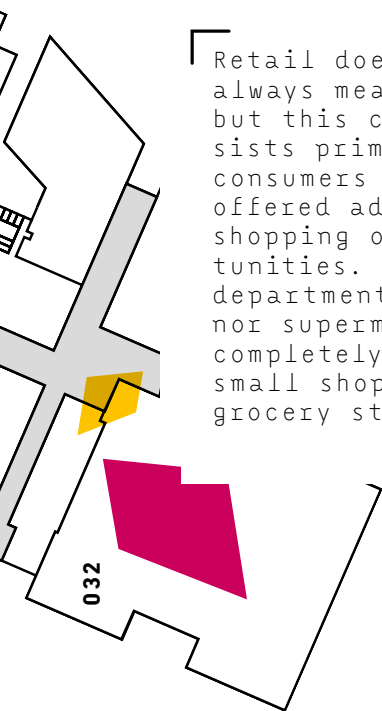 Retail doe
always mea
but this c
sists prim
consumers
offered ad
shopping o
tunities.
department
nor superm
completely
small shop
grocery st
032